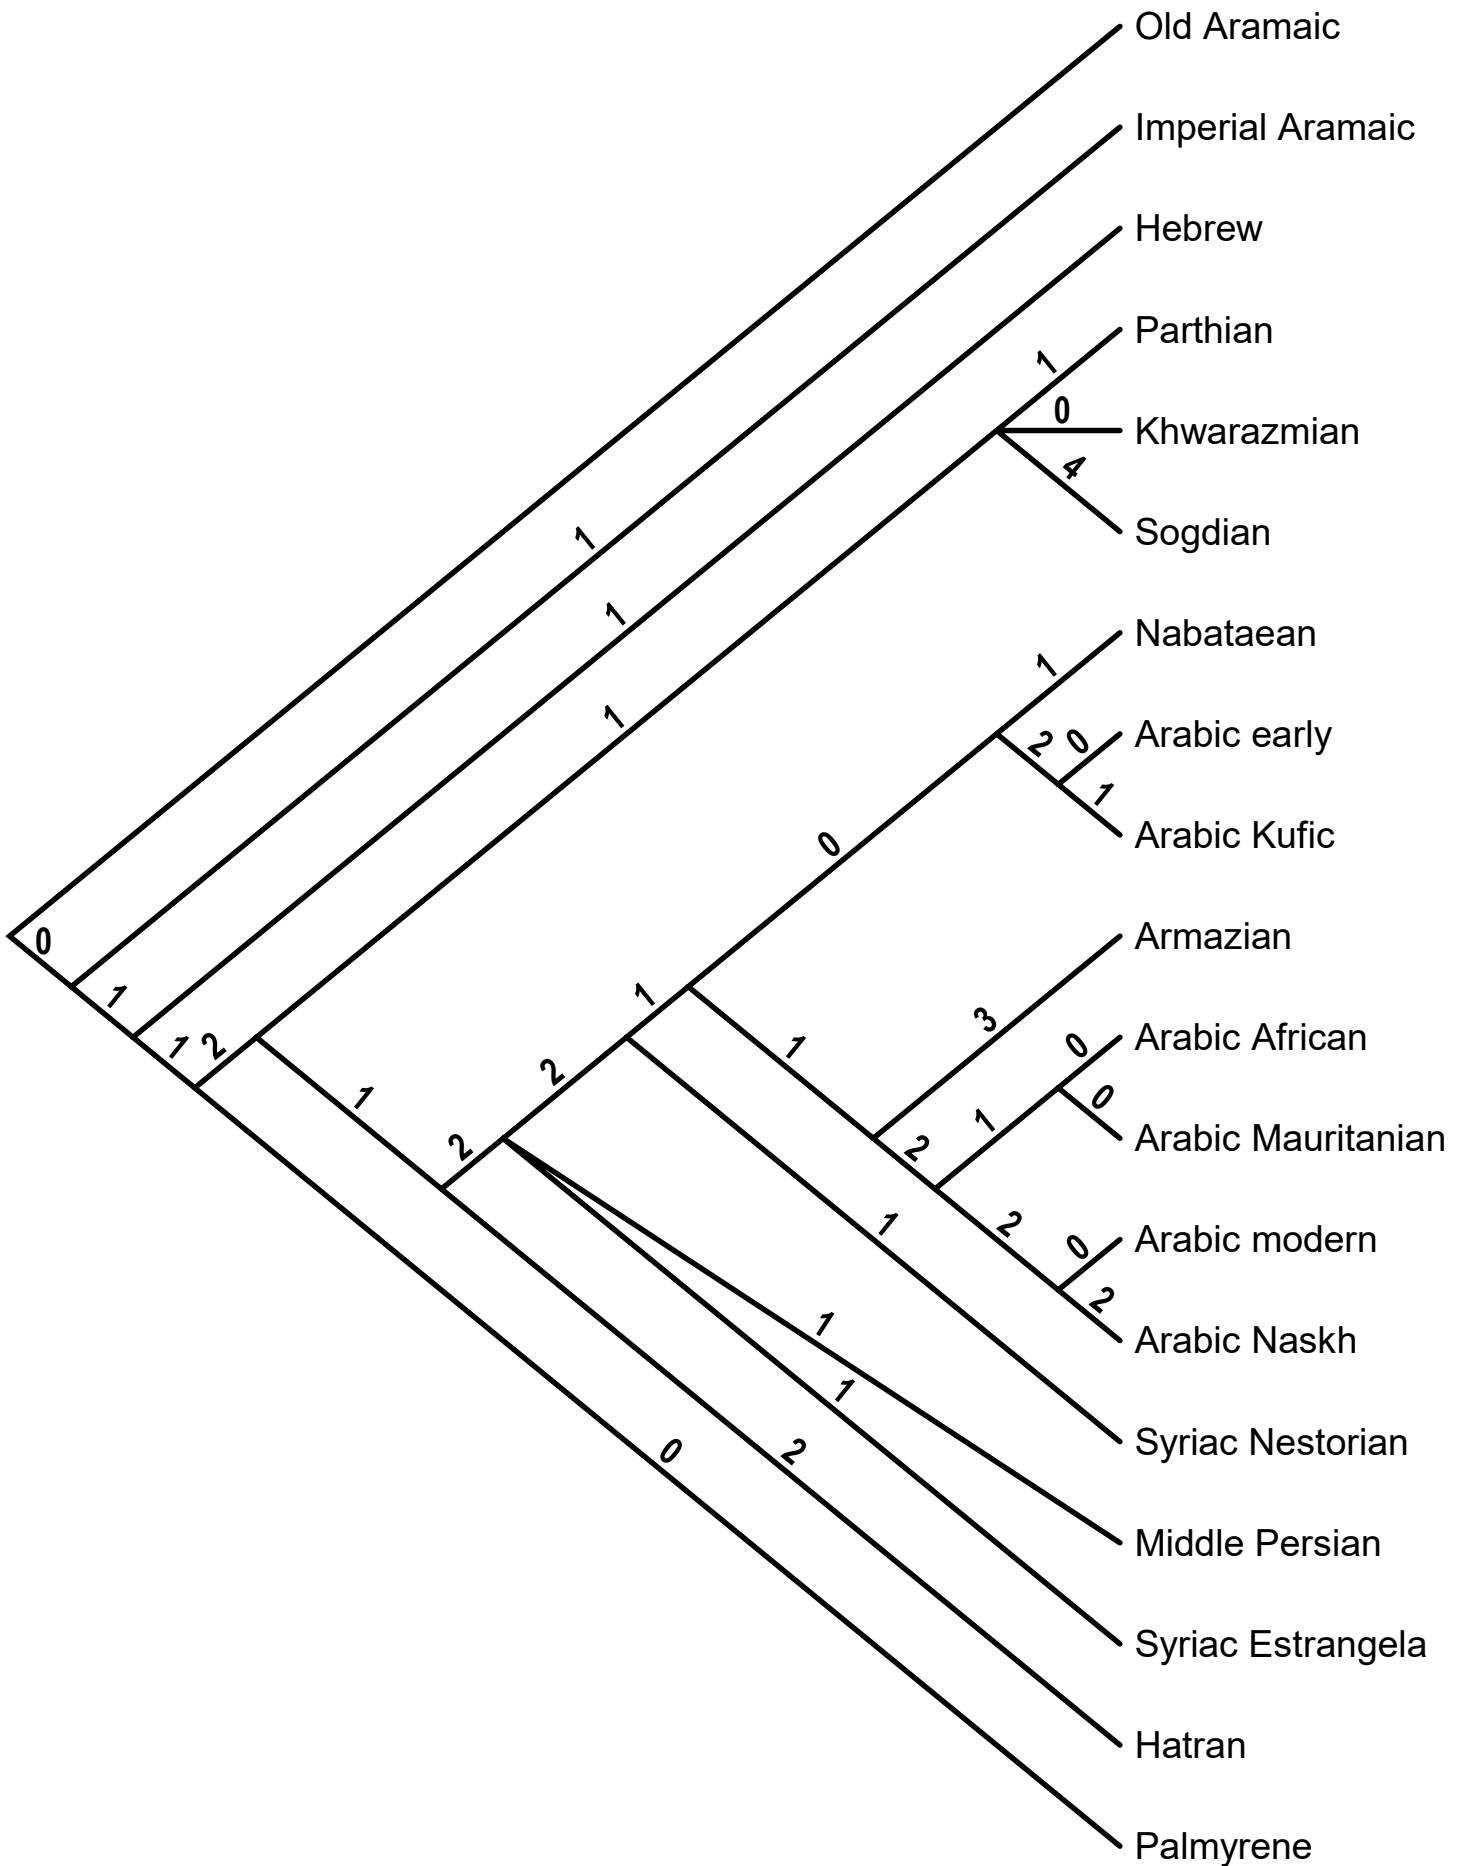 Old Aramaic
Imperial Aramaic
Hebrew
Parthian
1
0
Khwarazmian
4
Sogdian
1
1
1
Nabataean
1
Arabic early
2
0
1
Arabic Kufic
0
Armazian
0
1
1
3
Arabic African
0
1
2
2
1
0
1
1
Arabic Mauritanian
2
2
1
2
Arabic modern
0
2
1
Arabic Naskh
1
1
Syriac Nestorian
0
2
Middle Persian
Syriac Estrangela
Hatran
Palmyrene